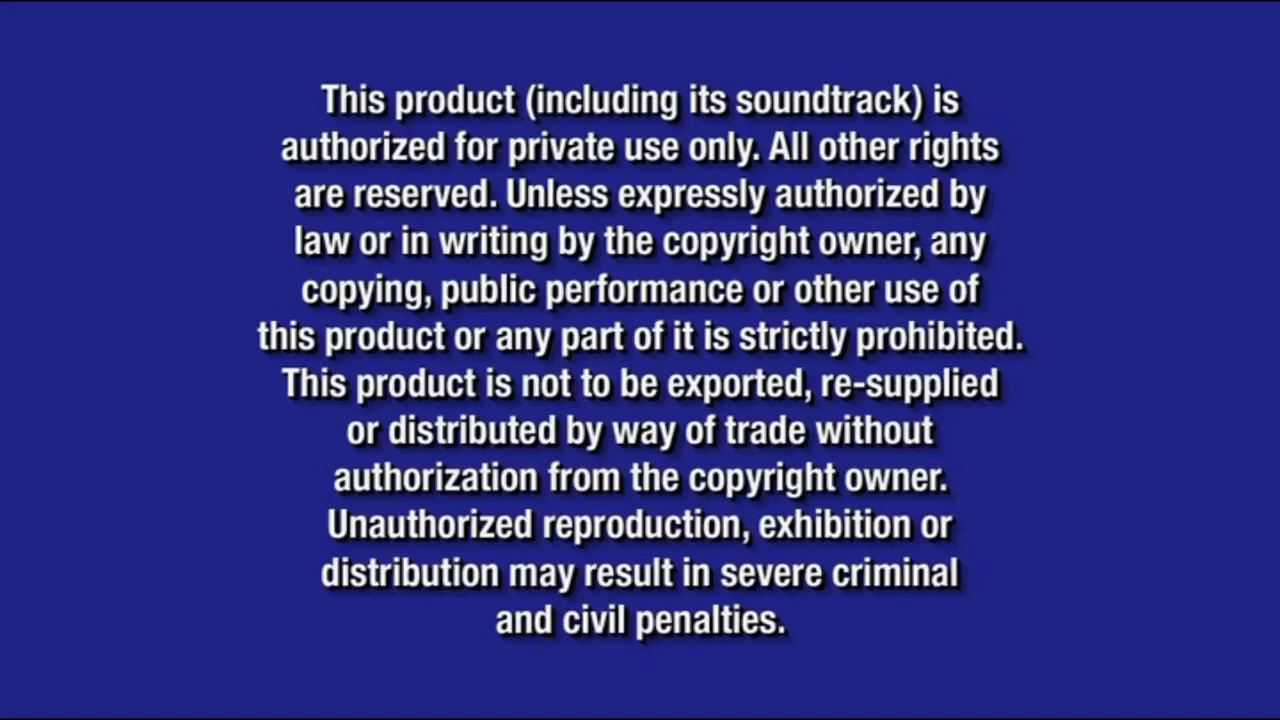 This product (including its soundtrack) is
authorized for private use only. All other rights
are reserved. Unless expressly authorized by
law or in writing by the copyright owner, any
copying, public performance or other use of
this product or any part of it is strictly prohibited.
This product is not to be exported, re-supplied
or distributed by way of trade without
authorization from the copyright owner.
Unauthorized reproduction, exhibition or
distribution may result in severe criminal
and civil penalties.